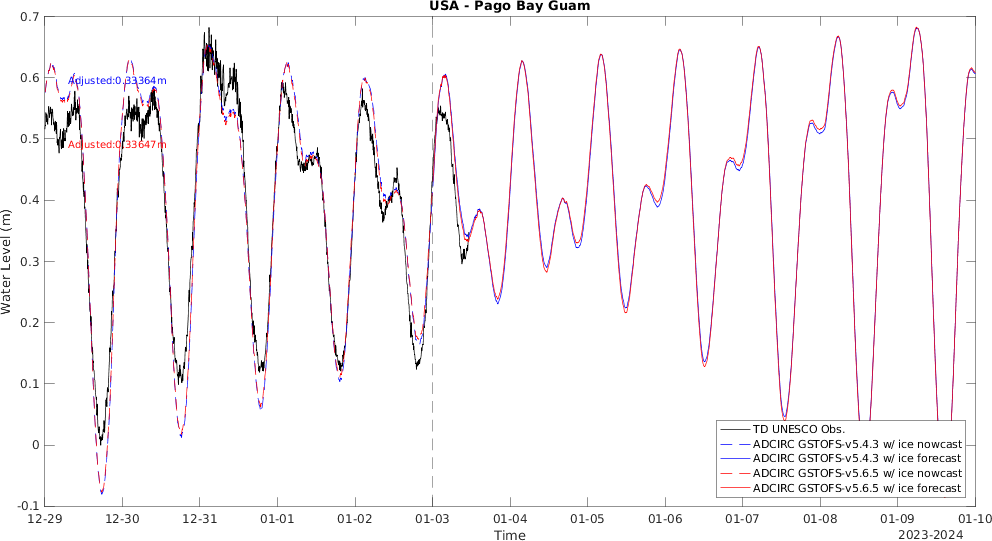 USA - Pago Bay Guam
0.7
0.6
0.5
0.4
0.3
0.2
0.1
0
-0.1
Water Level (m)
Adjusted:0.33364m
Adjusted:0.33647m
TD UNESCO Obs.
ADCIRC GSTOFS-v5.4.3 w/ ice nowcast
ADCIRC GSTOFS-v5.4.3 w/ ice forecast
ADCIRC GSTOFS-v5.6.5 w/ ice nowcast
ADCIRC GSTOFS-v5.6.5 w/ ice forecast
12-29 12-30 12-31 01-01 01-02 01-03 01-04 01-05 01-06 01-07 01-08 01-09 01-10
Time
2023-2024